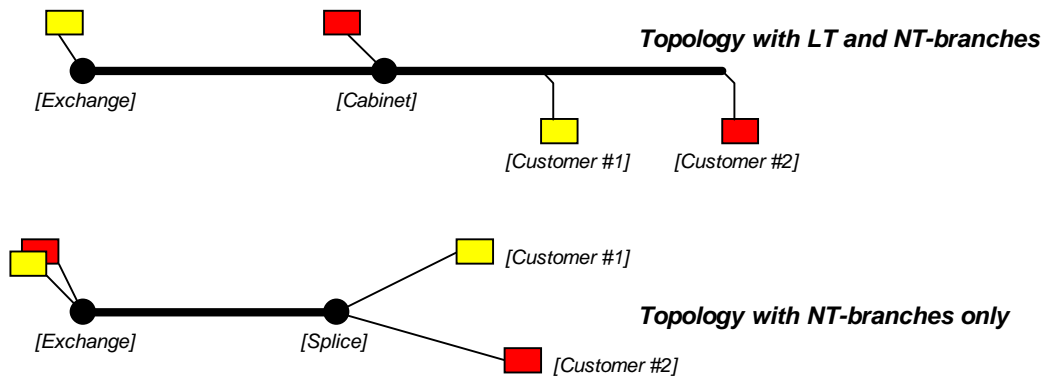 Topology with LT and NT-branches
[Exchange]
[Cabinet]
[Customer #1]
[Customer #2]
[Customer #1]
[Exchange]
[Splice]
Topology with NT-branches only
[Customer #2]